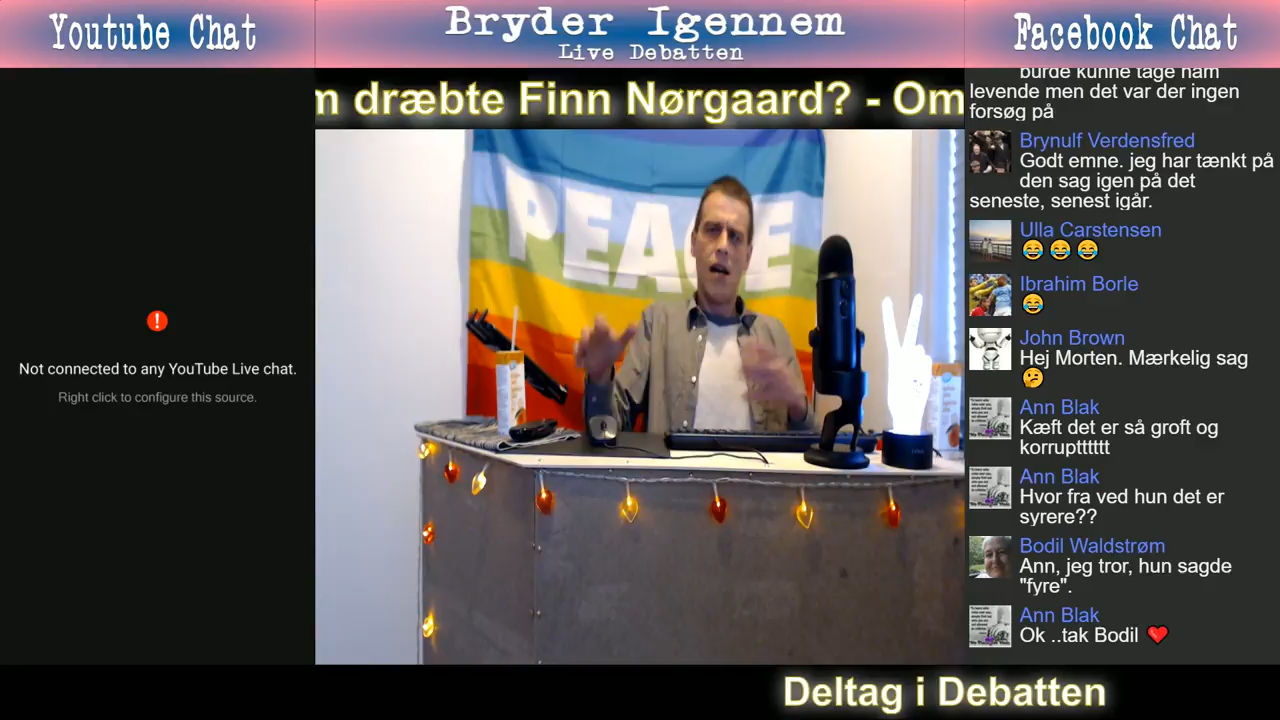 Youtube Chat
Bryder Igennem
Live Debatten
Facebook Chat
m dræbte Finn Nørgaard? - Om
PEACE
Not connected to any YouTube Live chat.
Right click to configure this source.
burde kunne tage ham
levende men det var der ingen
forsøg på
Brynulf Verdensfred
Godt emne. jeg har tænkt på
den sag igen på det
seneste, senest igår.
Ulla Carstensen
😂 😂 😂
Ibrahim Borle
😂
John Brown
Hej Morten. Mærkelig sag
🤔
Ann Blak
Kæft det er så groft og
korruptttttt
Ann Blak
Hvor fra ved hun det er
syrere??
Bodil Waldstrøm
Ann, jeg tror, hun sagde
"fyre".
Ann Blak
Ok ..tak Bodil ❤️
Deltag i Debatten